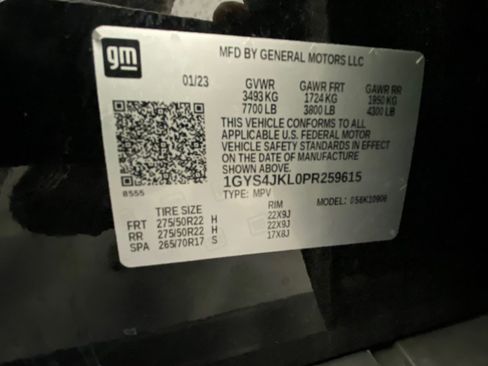 gm
MFD BY GENERAL MOTORS LLC
01/23 GVWR GAWR FRT GAWR RR
3493 KG 1724 KG 1950 KG
7700 LB 3800 LB 4300 LB
THIS VEHICLE CONFORMS TO ALL
APPLICABLE U.S. FEDERAL MOTOR
VEHICLE SAFETY STANDARDS IN EFFECT
ON THE DATE OF MANUFACTURE
SHOWN ABOVE.
8555 1GYS4JKL0PR259615
TYPE: MPV MODEL:
TIRE SIZE RIM
FRT 275/50R22 H 22X9J
RR 275/50R22 H 22X9J
SPA 265/70R17 S 17X8J